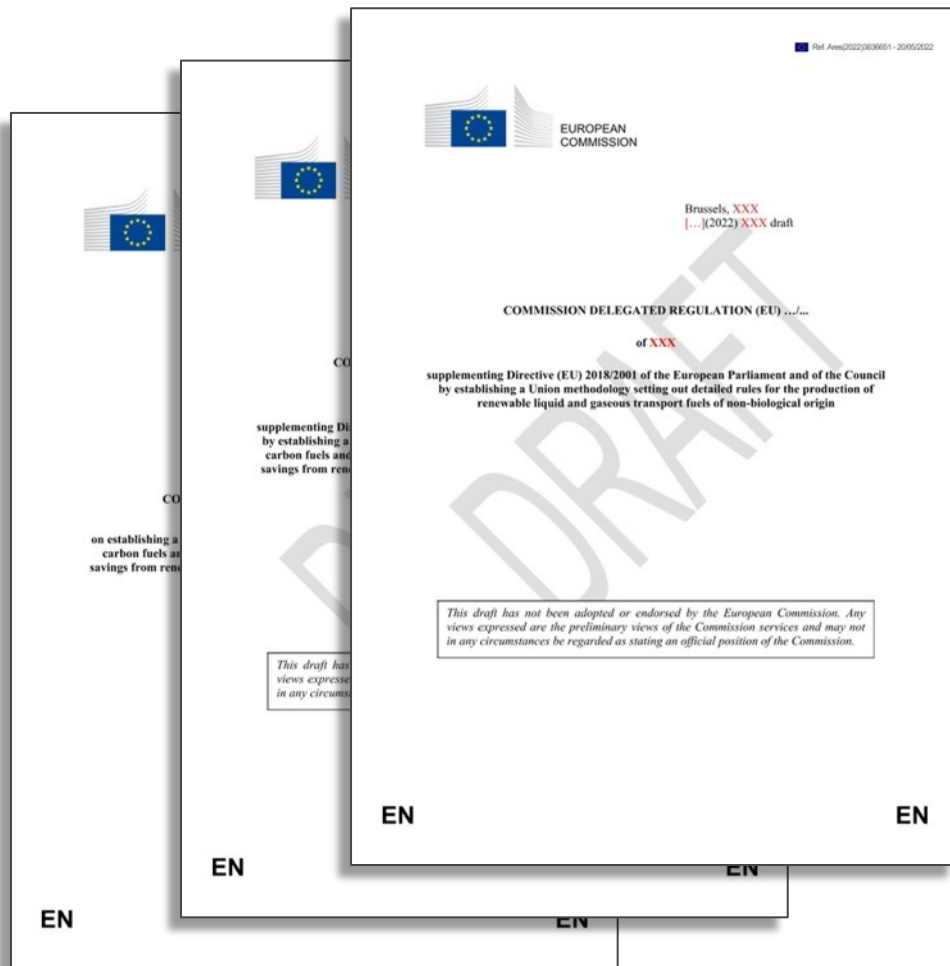 Ref. Ares(2022)3836651 - 20/05/2022
EUROPEAN
COMMISSION
Brussels, XXX
[…](2022) XXX draft
COMMISSION DELEGATED REGULATION (EU) …/...
of XXX
supplementing Directive (EU) 2018/2001 of the European Parliament and of the Council
by establishing a Union methodology setting out detailed rules for the production of
renewable liquid and gaseous transport fuels of non-biological origin
DRAFT
This draft has not been adopted or endorsed by the European Commission. Any
views expressed are the preliminary views of the Commission services and may not
in any circumstances be regarded as stating an official position of the Commission.
EN
EN
CO
supplementing Di
by establishing a
carbon fuels and
savings from ren
This draft has
views expresse
in any circums
EN
EN
CO
on establishing a
carbon fuels an
savings from rene
EN
EN